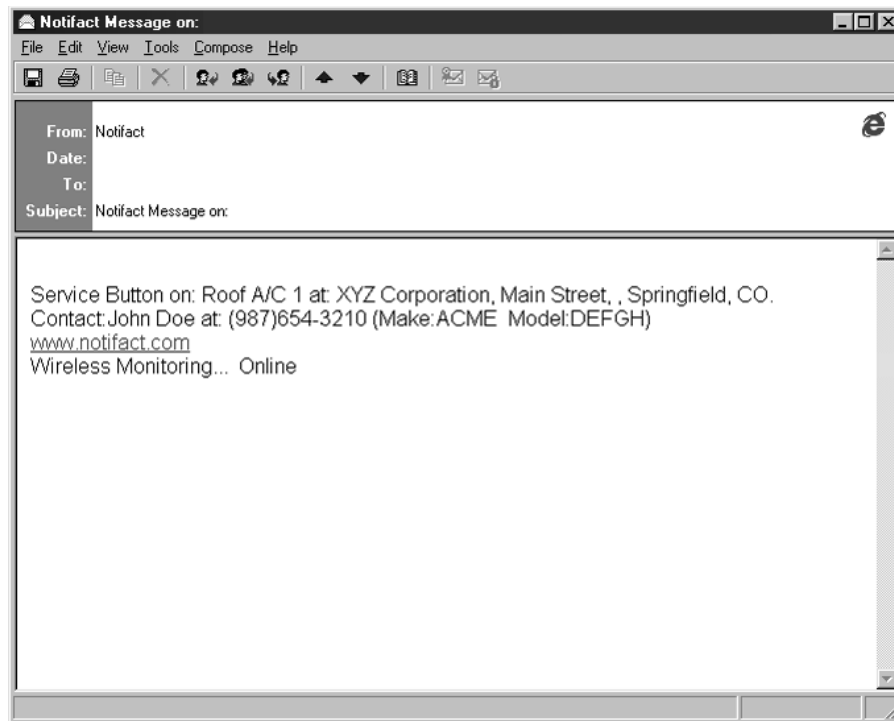 Notifact Message on:
File Edit View Tools Compose Help
From: Notifact
Date:
To:
Subject: Notifact Message on:
Service Button on: Roof A/C 1 at: XYZ Corporation, Main Street, , Springfield, CO.
Contact:John Doe at: (987)654-3210 (Make:ACME Model:DEFGH)
www.notifact.com
Wireless Monitoring... Online